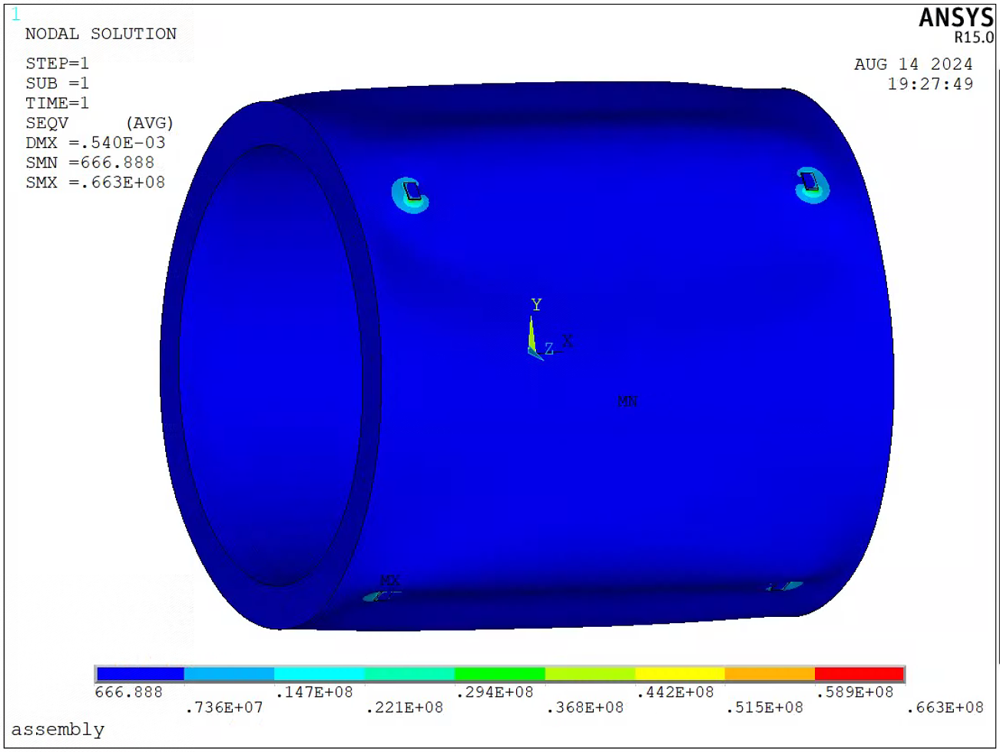 1
ANSYS
R15.0
NODAL SOLUTION
STEP=1
SUB =1
TIME=1
SEQV (AVG)
DMX =.540E-03
SMN =666.888
SMX =.663E+08
AUG 14 2024
19:27:49
Y
Z X
MN
MX
666.888 .147E+08 .294E+08 .442E+08 .589E+08
.736E+07 .221E+08 .368E+08 .515E+08 .663E+08
assembly